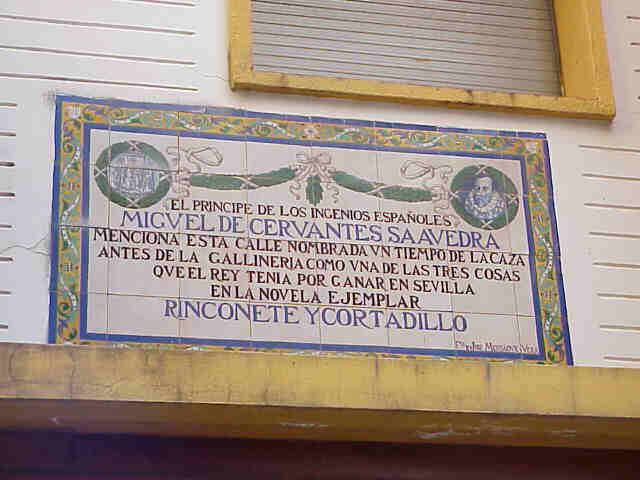 EL PRINCIPE DE LOS INGENIOS ESPAÑOLES
MIGVEL DE CERVANTES SAAVEDRA
MENCIONA ESTA CALLE NOMBRADA VN TIEMPO DE LA CAZA
ANTES DE LA GALLINERIA COMO VNA DE LAS TRES COSAS
QVE EL REY TENIA POR GANAR EN SEVILLA
EN LA NOVELA EJEMPLAR
RINCONETE Y CORTADILLO